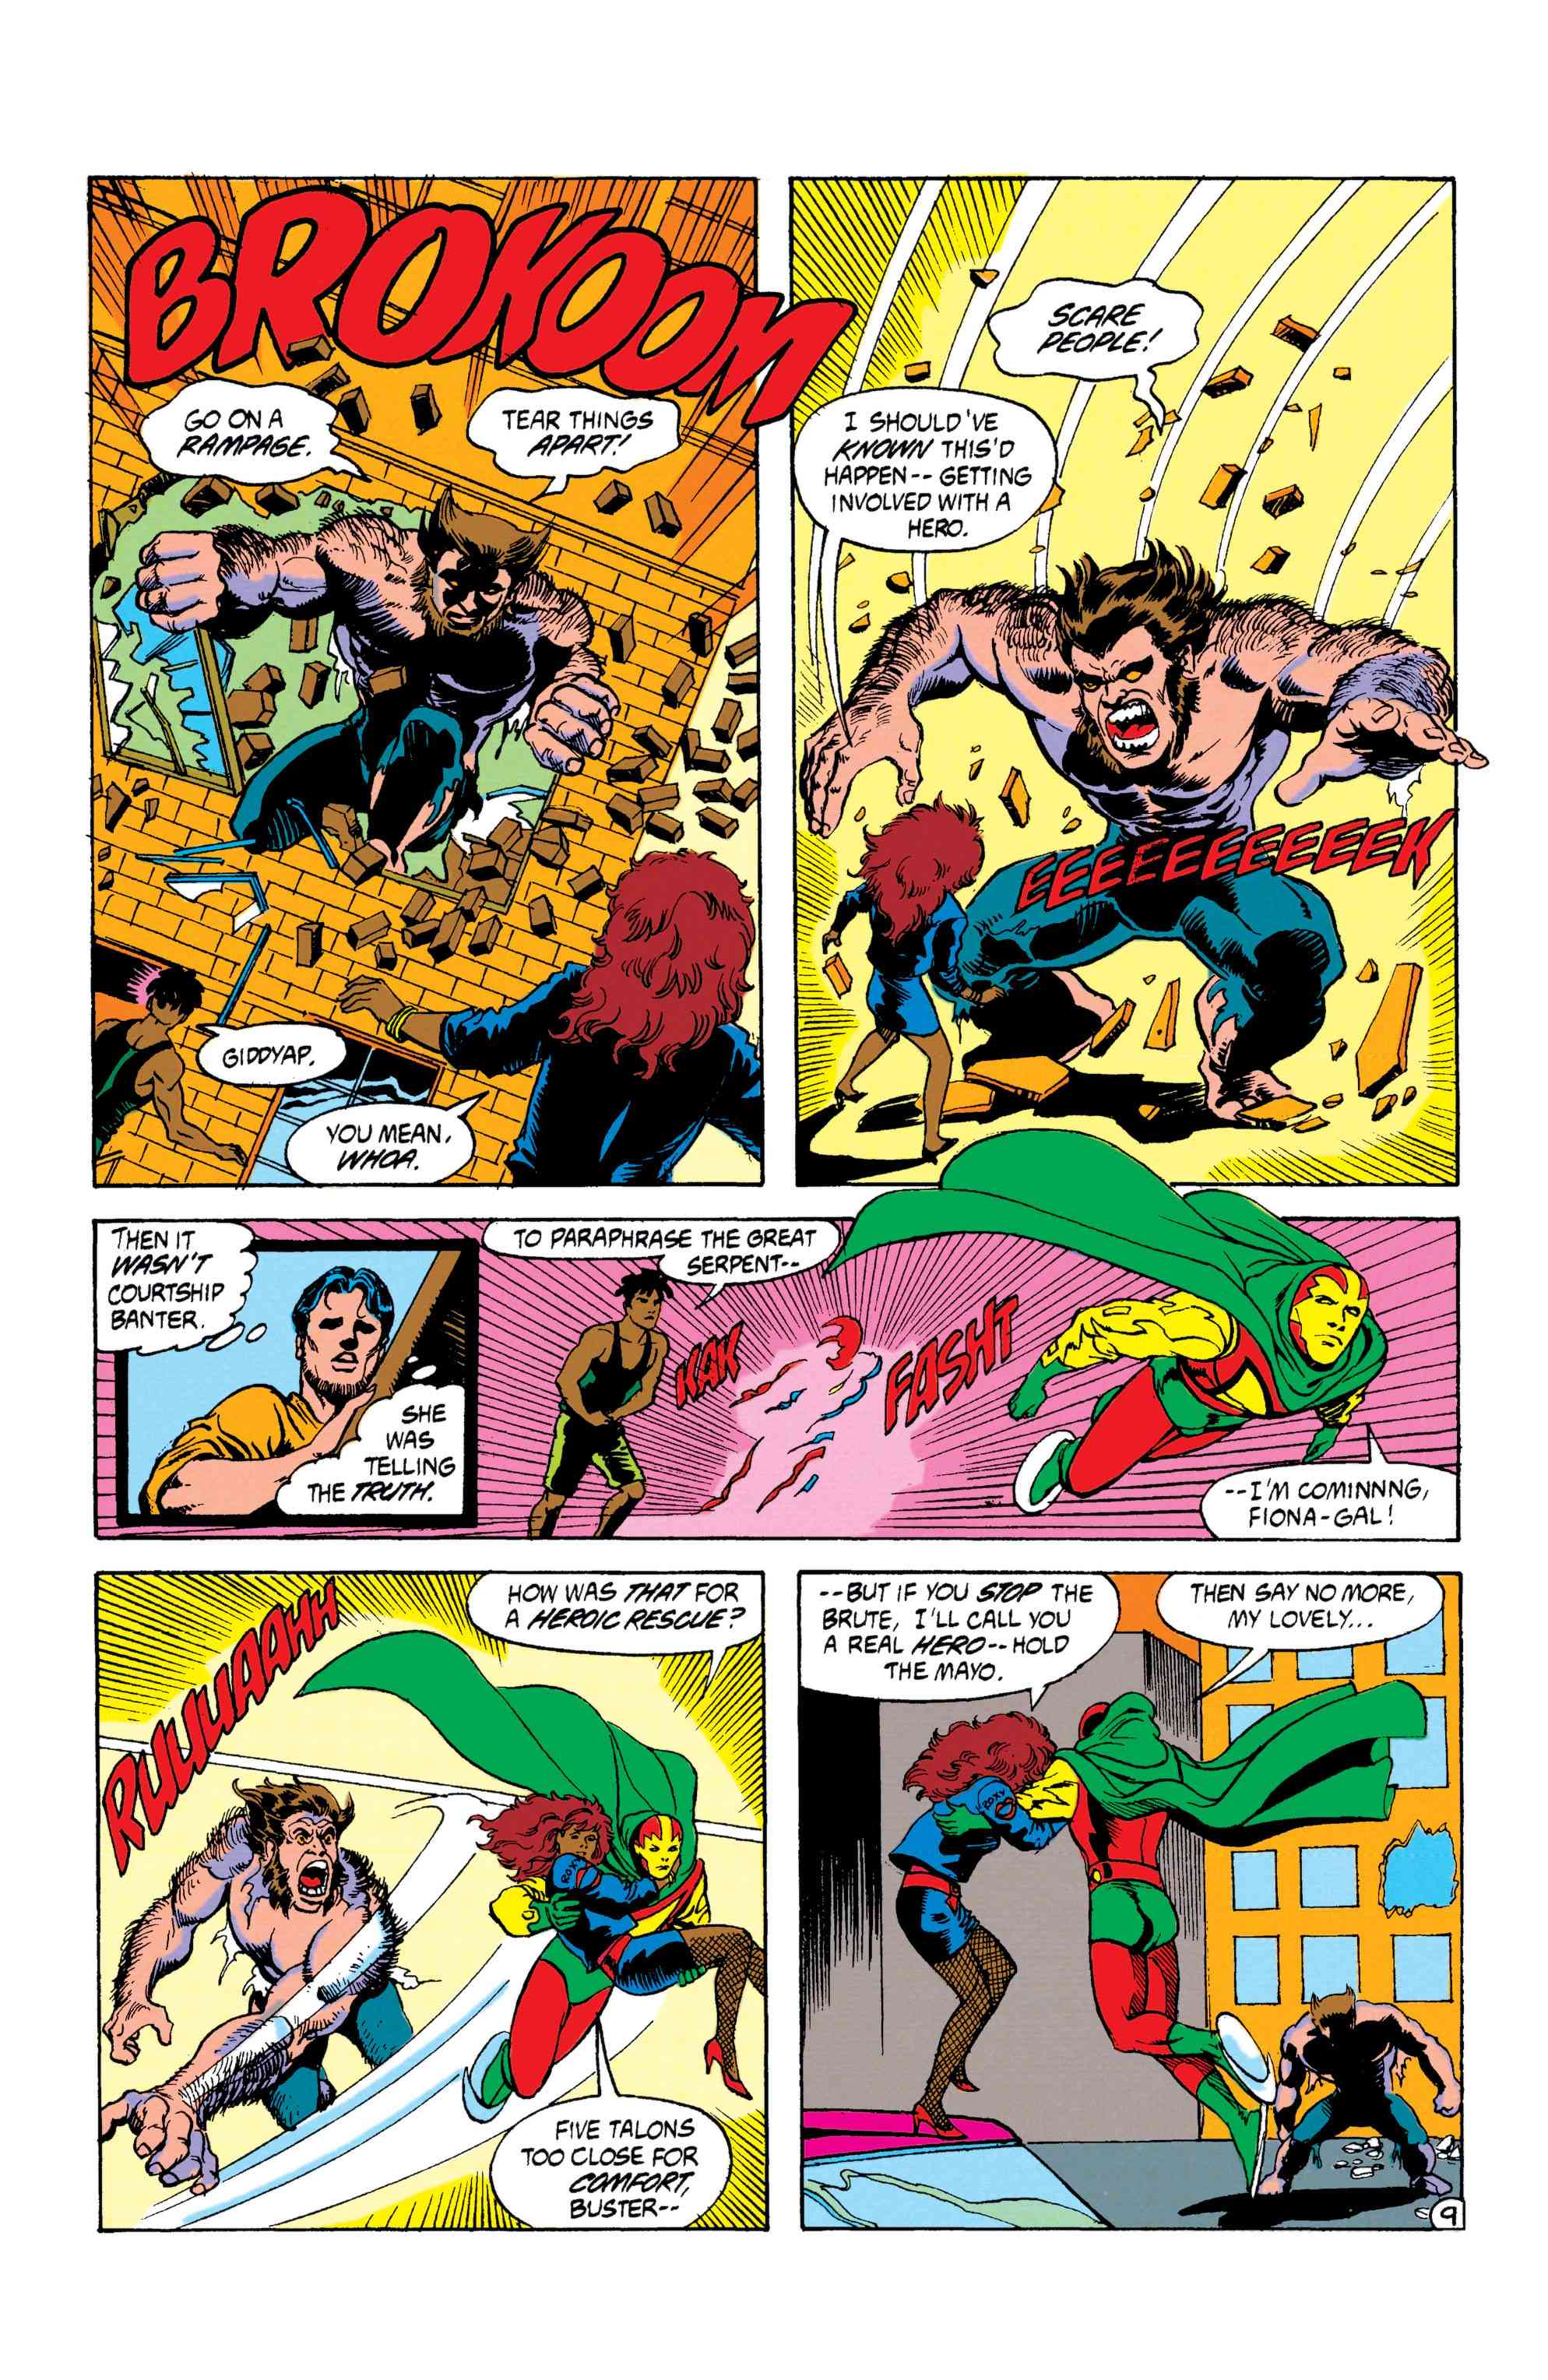 BROKOOM
GO ON A
RAMPAGE.
TEAR THINGS
APART!
GIDDYAP.
YOU MEAN,
WHOA.
SCARE
PEOPLE!
I SHOULD'VE
KNOWN THIS'D
HAPPEN-- GETTING
INVOLVED WITH A
HERO.
EEEEEEEEEEEK
THEN IT
WASN'T
COURTSHIP
BANTER.
SHE
WAS
TELLING
THE TRUTH.
TO PARAPHRASE THE GREAT
SERPENT--
KAK
FASHT
--I'M COMINNNG,
FIONA-GAL!
RUUUAAHH
HOW WAS THAT FOR
A HEROIC RESCUE?
ROXY
FIVE TALONS
TOO CLOSE FOR
COMFORT,
BUSTER--
--BUT IF YOU STOP THE
BRUTE, I'LL CALL YOU
A REAL HERO--HOLD
THE MAYO.
THEN SAY NO MORE,
MY LOVELY...
ROXY
9